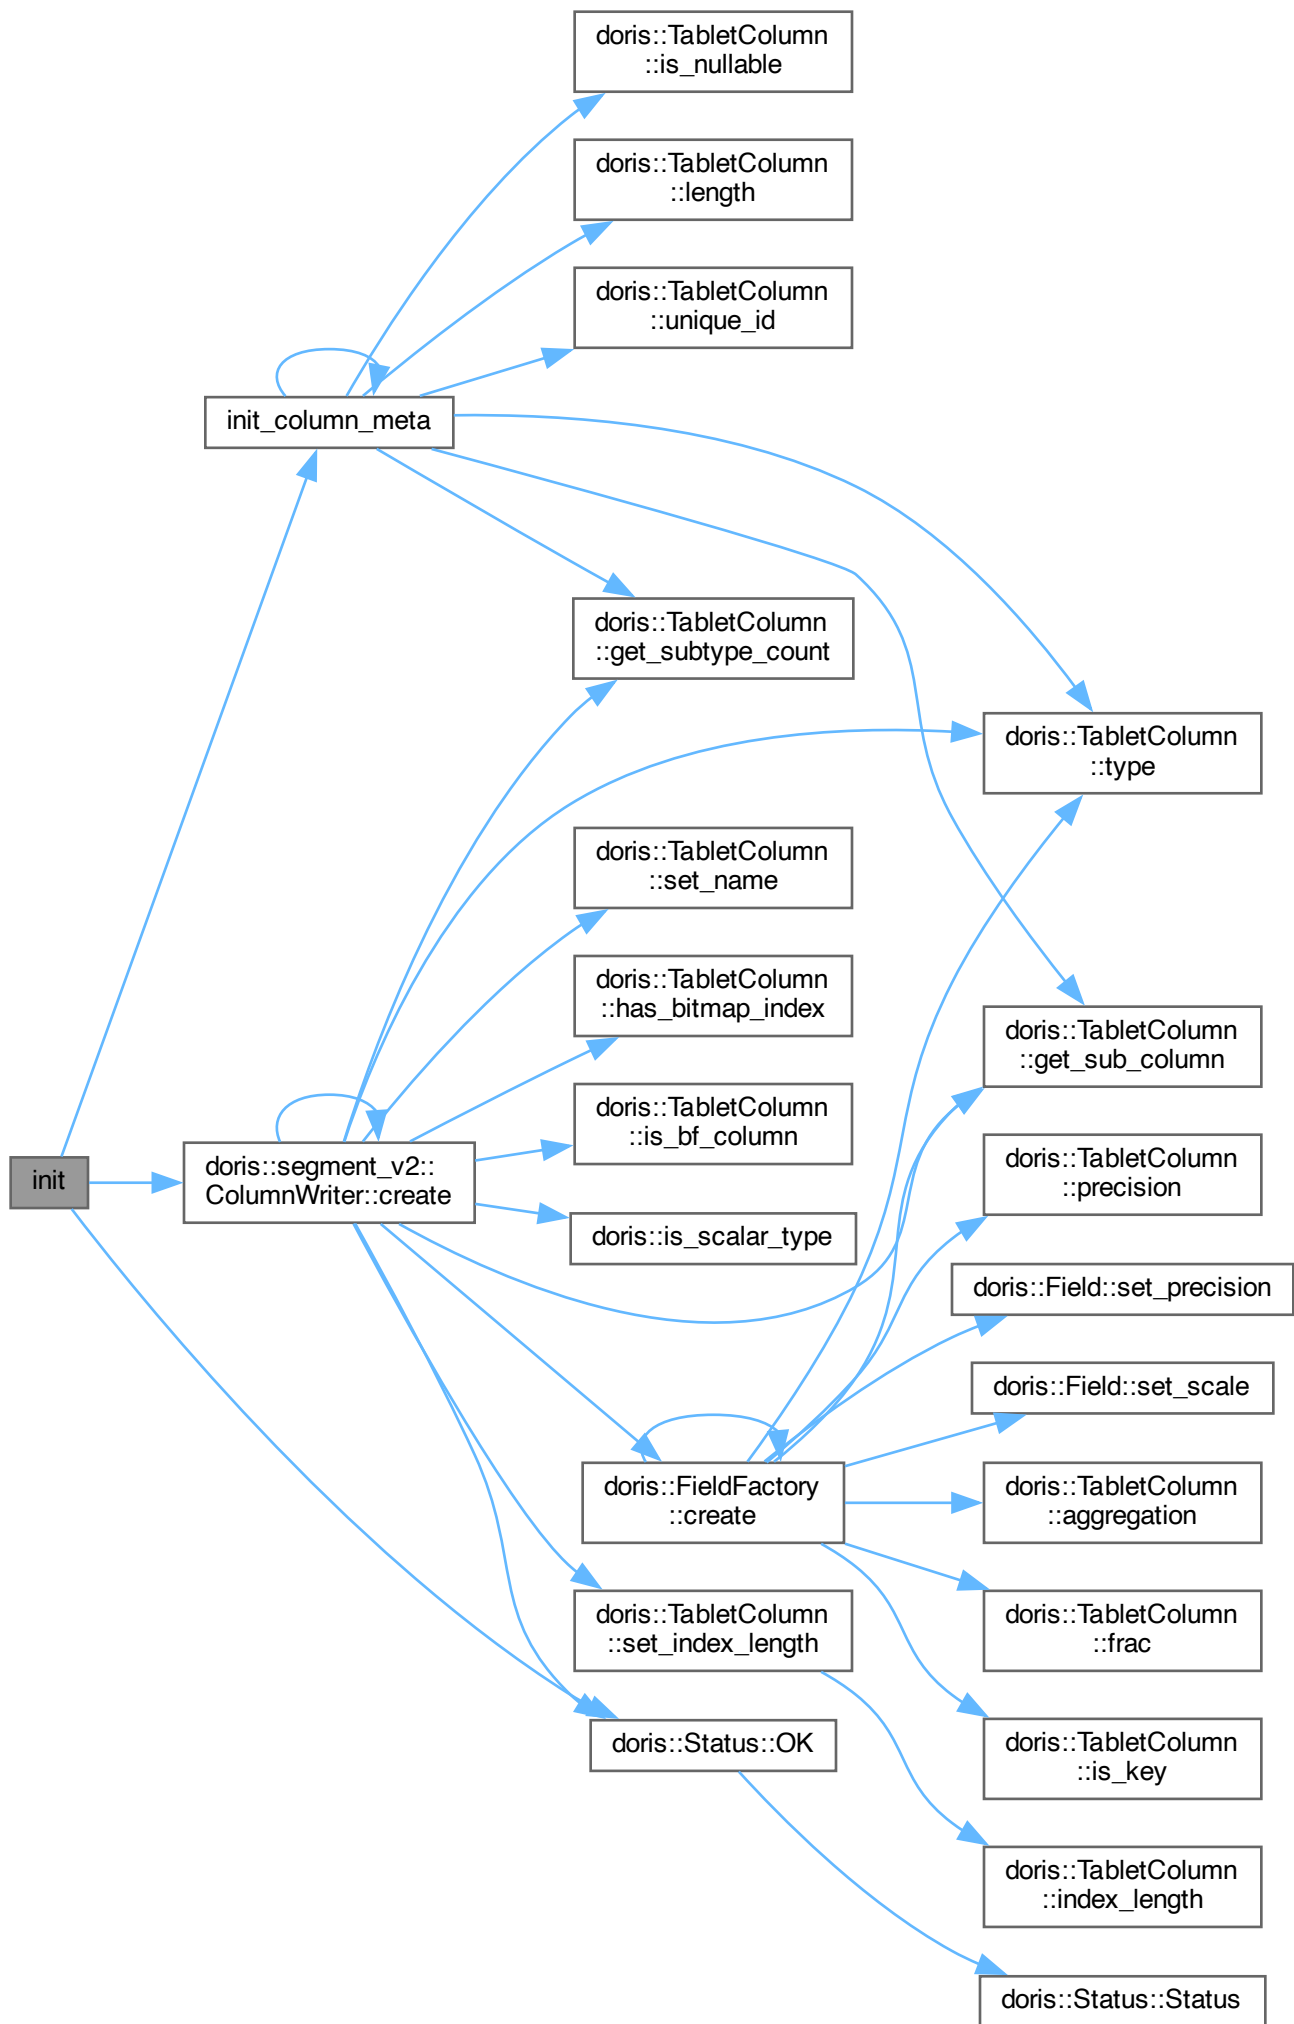 doris::TabletColumn
::is_nullable
doris::TabletColumn
::length
doris::TabletColumn
::unique_id
init_column_meta
doris::TabletColumn
::get_subtype_count
doris::TabletColumn
::type
doris::TabletColumn
::set_name
doris::TabletColumn
::has_bitmap_index
doris::TabletColumn
::get_sub_column
doris::TabletColumn
::is_bf_column
init
doris::segment_v2::
ColumnWriter::create
doris::TabletColumn
::precision
doris::is_scalar_type
doris::Field::set_precision
doris::Field::set_scale
doris::FieldFactory
::create
doris::TabletColumn
::aggregation
doris::TabletColumn
::set_index_length
doris::TabletColumn
::frac
doris::Status::OK
doris::TabletColumn
::is_key
doris::TabletColumn
::index_length
doris::Status::Status